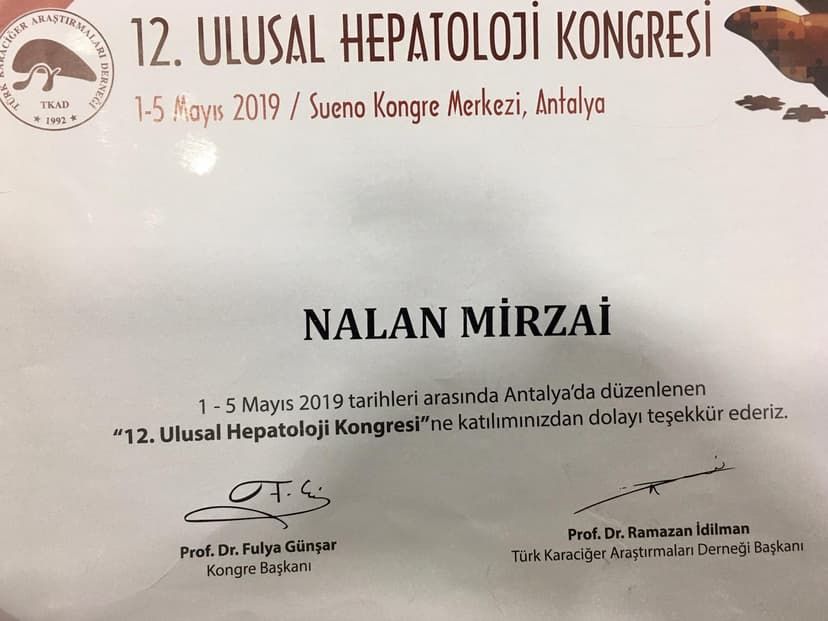 TÜRK KARACİĞER ARAŞTIRMALARI DERNEĞİ
TKAD
★ 1992 ★
12. ULUSAL HEPATOLOJİ KONGRESİ
1-5 Mayıs 2019 / Sueno Kongre Merkezi, Antalya
NALAN MİRZAİ
1 - 5 Mayıs 2019 tarihleri arasında Antalya'da düzenlenen
“12. Ulusal Hepatoloji Kongresi”ne katılımınızdan dolayı teşekkür ederiz.
Prof. Dr. Fulya Günşar
Kongre Başkanı
Prof. Dr. Ramazan İdilman
Türk Karaciğer Araştırmaları Derneği Başkanı